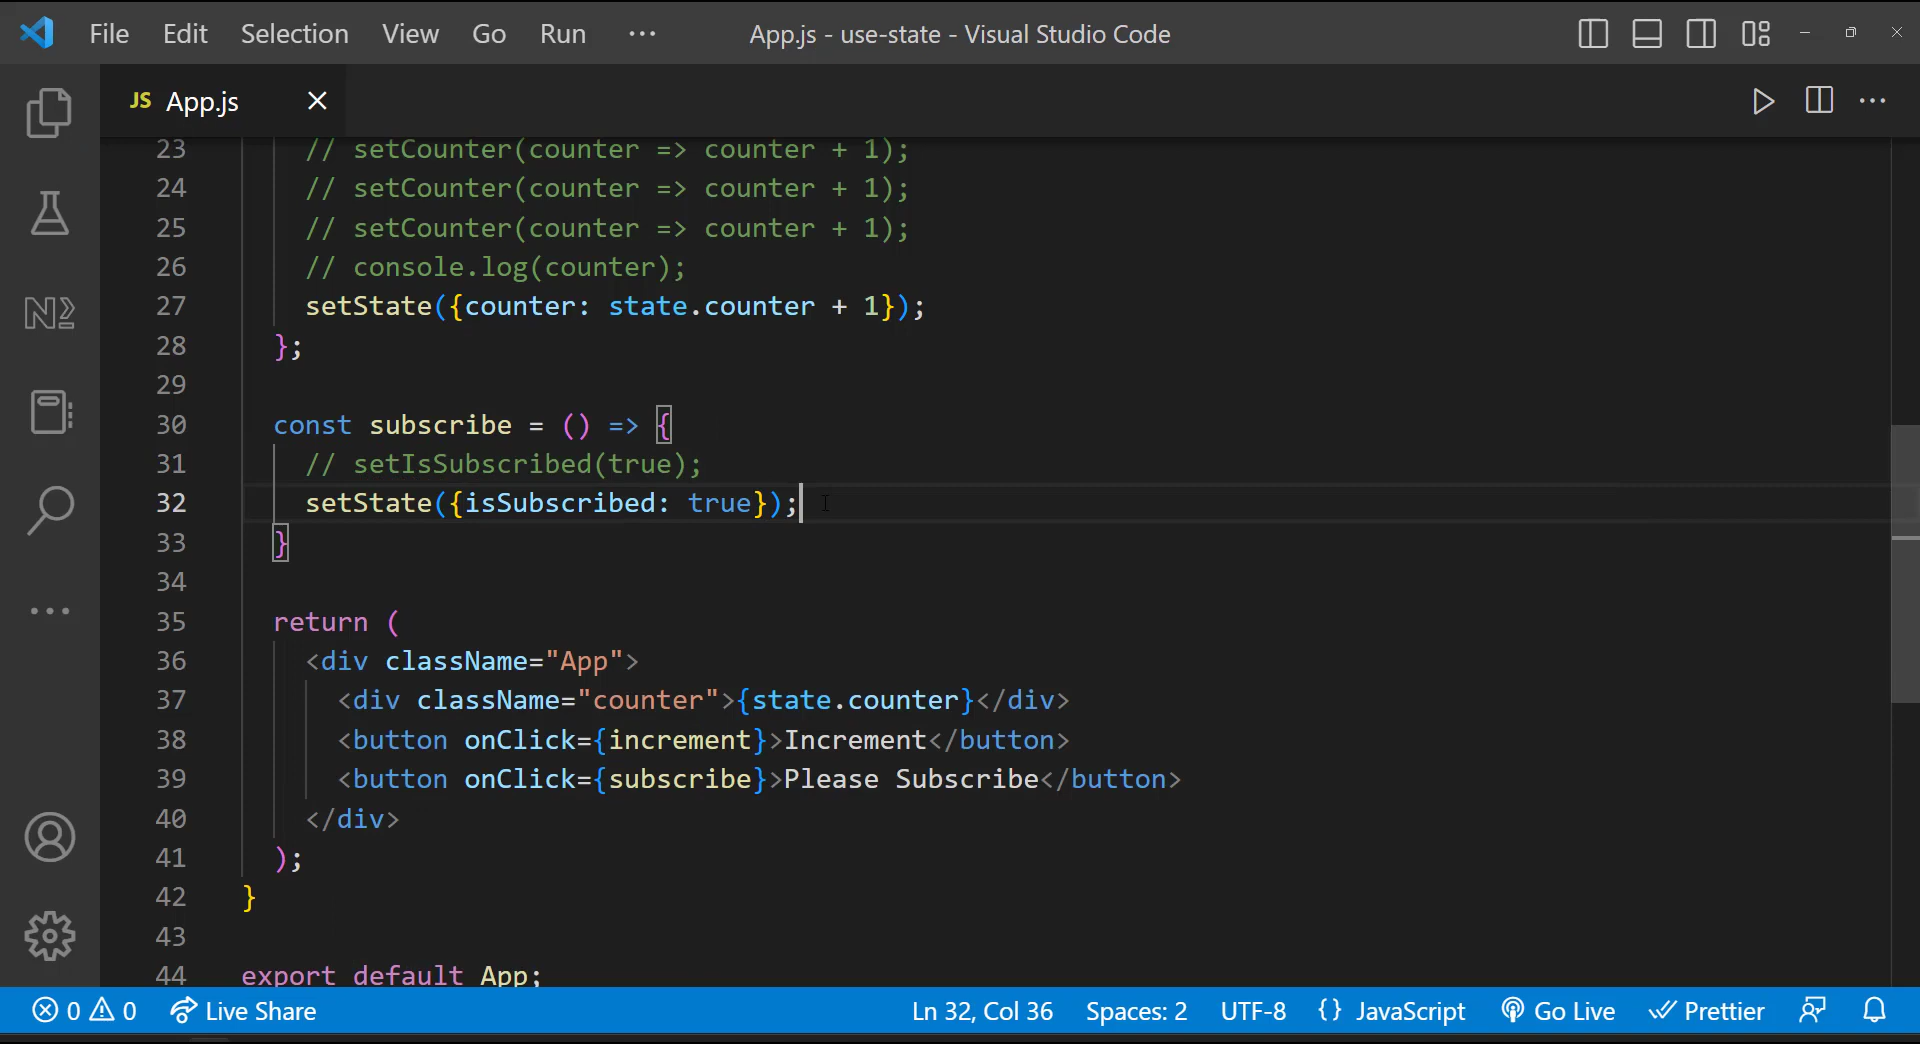 File Edit Selection View Go Run ··· App.js - use-state - Visual Studio Code
JS App.js
23 // setCounter(counter => counter + 1);
24 // setCounter(counter => counter + 1);
25 // setCounter(counter => counter + 1);
26 // console.log(counter);
27 setState({counter: state.counter + 1});
28 };
29
30 const subscribe = () => {
31 // setIsSubscribed(true);
32 setState({isSubscribed: true});
33 }
34
35 return (
36 <div className="App">
37 <div className="counter">{state.counter}</div>
38 <button onClick={increment}>Increment</button>
39 <button onClick={subscribe}>Please Subscribe</button>
40 </div>
41 );
42 }
43
44 export default App;
0 0 Live Share Ln 32, Col 36 Spaces: 2 UTF-8 {} JavaScript Go Live Prettier